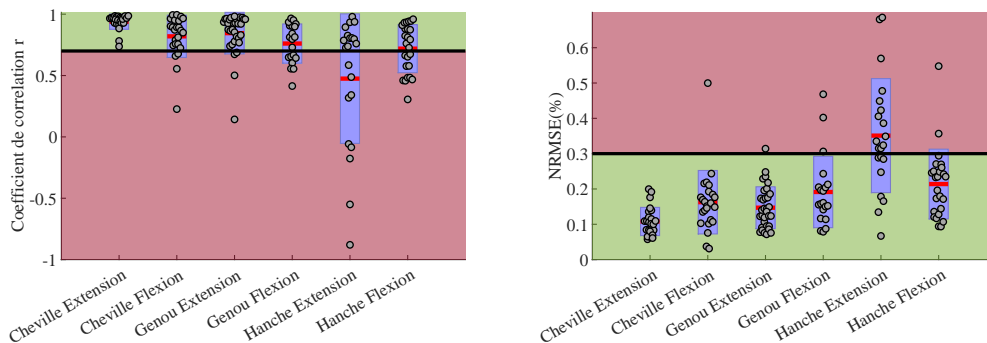 Coefficient de correlation r
1
0.5
0
-0.5
-1
Cheville Extension
Cheville Flexion
Genou Extension
Genou Flexion
Hanche Extension
Hanche Flexion
NRMSE(%)
0.6
0.5
0.4
0.3
0.2
0.1
0
Cheville Extension
Cheville Flexion
Genou Extension
Genou Flexion
Hanche Extension
Hanche Flexion